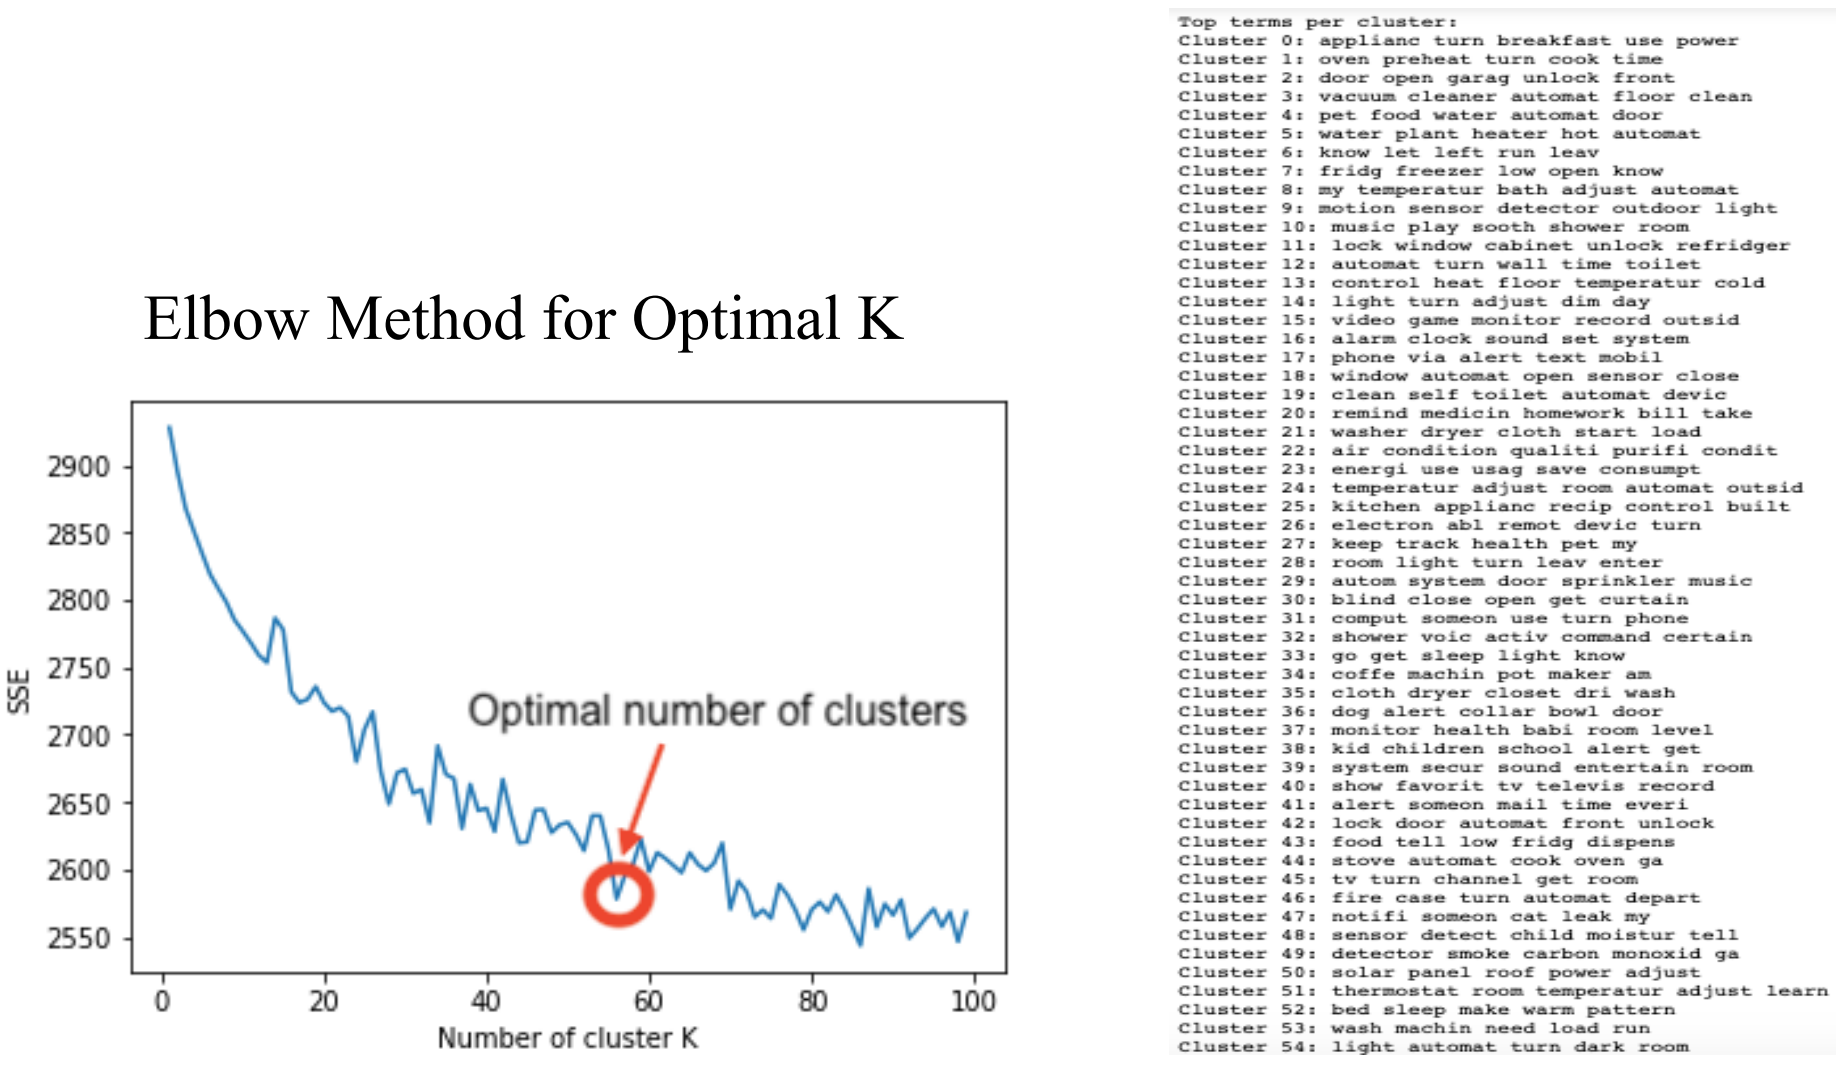 Elbow Method for Optimal K
2900
2850
2800
2750
2700
2650
2600
2550
SSE
Optimal number of clusters
0 20 40 60 80 100
Number of cluster K
Top terms per cluster:
Cluster 0: applianc turn breakfast use power
Cluster 1: oven preheat turn cook time
Cluster 2: door open garag unlock front
Cluster 3: vacuum cleaner automat floor clean
Cluster 4: pet food water automat door
Cluster 5: water plant heater hot automat
Cluster 6: know let left run leav
Cluster 7: fridg freezer low open know
Cluster 8: my temperatur bath adjust automat
Cluster 9: motion sensor detector outdoor light
Cluster 10: music play sooth shower room
Cluster 11: lock window cabinet unlock refridger
Cluster 12: automat turn wall time toilet
Cluster 13: control heat floor temperatur cold
Cluster 14: light turn adjust dim day
Cluster 15: video game monitor record outsid
Cluster 16: alarm clock sound set system
Cluster 17: phone via alert text mobil
Cluster 18: window automat open sensor close
Cluster 19: clean self toilet automat devic
Cluster 20: remind medicin homework bill take
Cluster 21: washer dryer cloth start load
Cluster 22: air condition qualiti purifi condit
Cluster 23: energi use usag save consumpt
Cluster 24: temperatur adjust room automat outsid
Cluster 25: kitchen applianc recip control built
Cluster 26: electron abl remot devic turn
Cluster 27: keep track health pet my
Cluster 28: room light turn leav enter
Cluster 29: autom system door sprinkler music
Cluster 30: blind close open get curtain
Cluster 31: comput someon use turn phone
Cluster 32: shower voic activ command certain
Cluster 33: go get sleep light know
Cluster 34: coffe machin pot maker am
Cluster 35: cloth dryer closet dri wash
Cluster 36: dog alert collar bowl door
Cluster 37: monitor health babi room level
Cluster 38: kid children school alert get
Cluster 39: system secur sound entertain room
Cluster 40: show favorit tv televis record
Cluster 41: alert someon mail time everi
Cluster 42: lock door automat front unlock
Cluster 43: food tell low fridg dispens
Cluster 44: stove automat cook oven ga
Cluster 45: tv turn channel get room
Cluster 46: fire case turn automat depart
Cluster 47: notifi someon cat leak my
Cluster 48: sensor detect child moistur tell
Cluster 49: detector smoke carbon monoxid ga
Cluster 50: solar panel roof power adjust
Cluster 51: thermostat room temperatur adjust learn
Cluster 52: bed sleep make warm pattern
Cluster 53: wash machin need load run
Cluster 54: light automat turn dark room